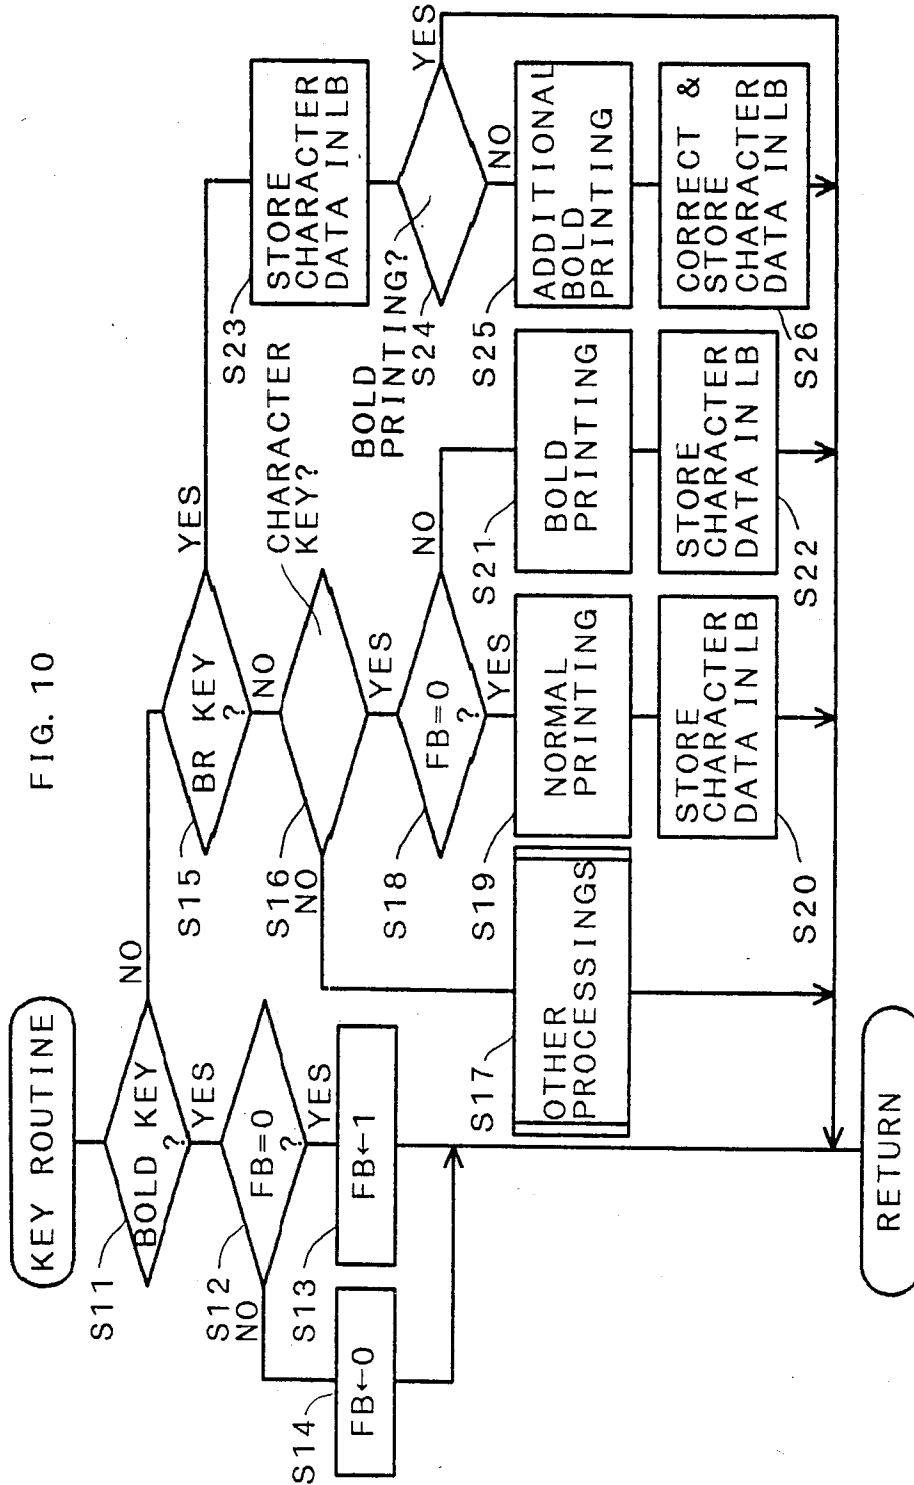 FIG. 10
KEY ROUTINE
S11
BOLD KEY
?
NO
YES
S12
FB=0
?
NO
YES
S13
FB←1
S14
FB←0
S15
BR KEY
?
YES
NO
S16
CHARACTER
KEY?
NO
YES
S17
OTHER
PROCESSINGS
S18
FB=0
?
NO
YES
S19
NORMAL
PRINTING
S20
STORE
CHARACTER
DATA IN LB
S21
BOLD
PRINTING
S22
STORE
CHARACTER
DATA IN LB
S23
STORE
CHARACTER
DATA IN LB
BOLD
PRINTING?
S24
YES
NO
S25
ADDITIONAL
BOLD
PRINTING
S26
CORRECT &
STORE
CHARACTER
DATA IN LB
RETURN